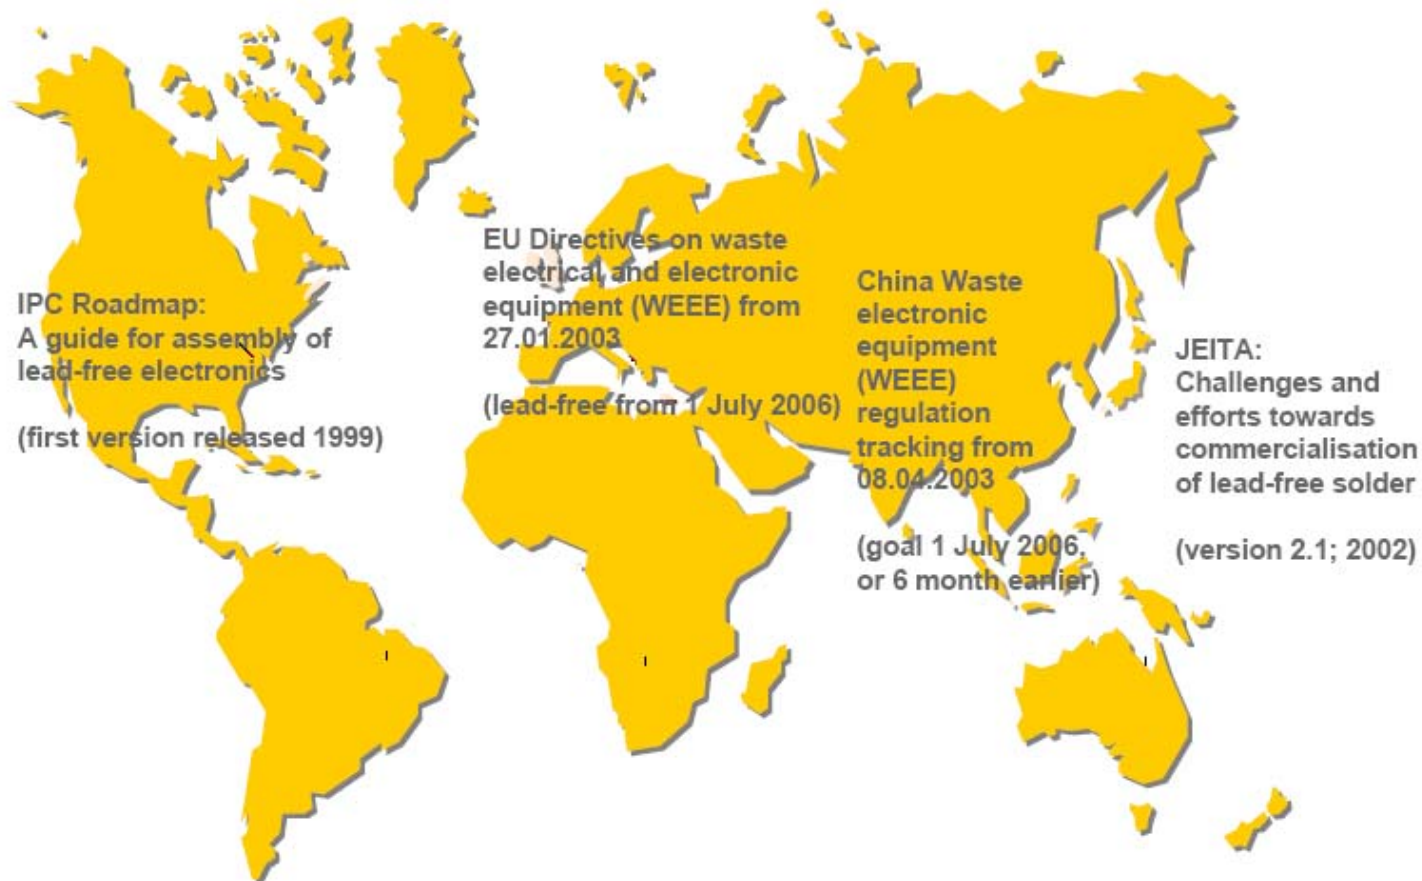 IPC Roadmap:
A guide for assembly of
lead-free electronics
(first version released 1999)
EU Directives on waste
electrical and electronic
equipment (WEEE) from
27.01.2003
(lead-free from 1 July 2006)
China Waste
electronic
equipment
(WEEE)
regulation
tracking from
08.04.2003
(goal 1 July 2006,
or 6 month earlier)
JEITA:
Challenges and
efforts towards
commercialisation
of lead-free solder
(version 2.1; 2002)